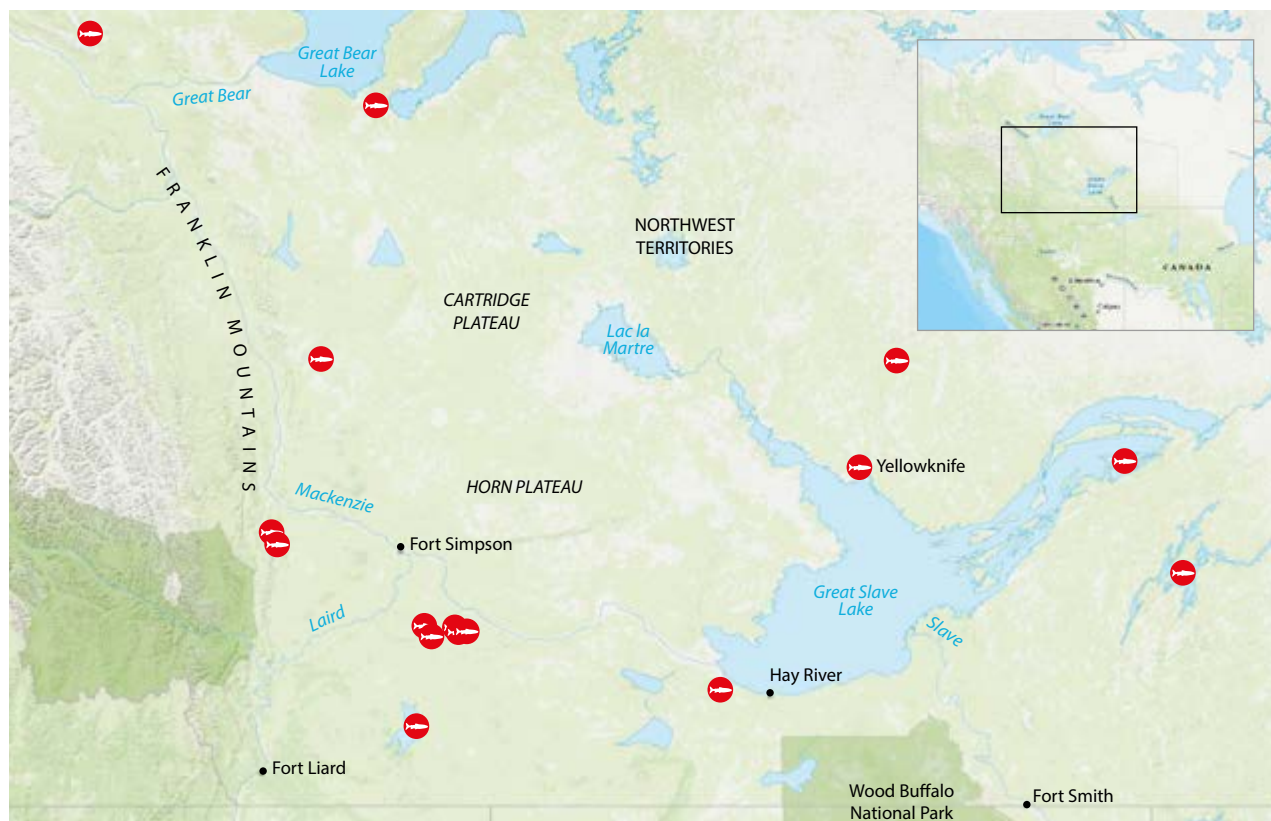 Great Bear
Lake
Great Bear
FRANKLIN MOUNTAINS
NORTHWEST
TERRITORIES
CARTRIDGE
PLATEAU
Lac la
Martre
CANADA
Yellowknife
HORN PLATEAU
Mackenzie
Fort Simpson
Great Slave
Lake
Laird
Slave
Hay River
Fort Liard
Wood Buffalo
National Park
Fort Smith